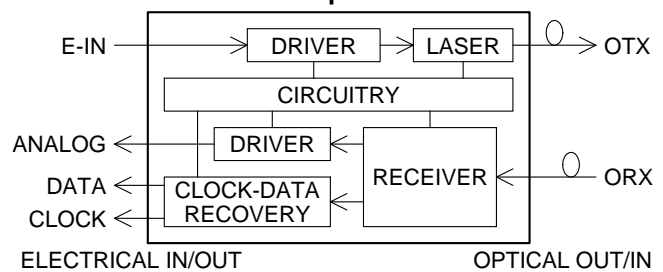 E-IN
DRIVER
LASER
OTX
CIRCUITRY
ANALOG
DRIVER
RECEIVER
ORX
DATA
CLOCK
CLOCK-DATA
RECOVERY
ELECTRICAL IN/OUT
OPTICAL OUT/IN